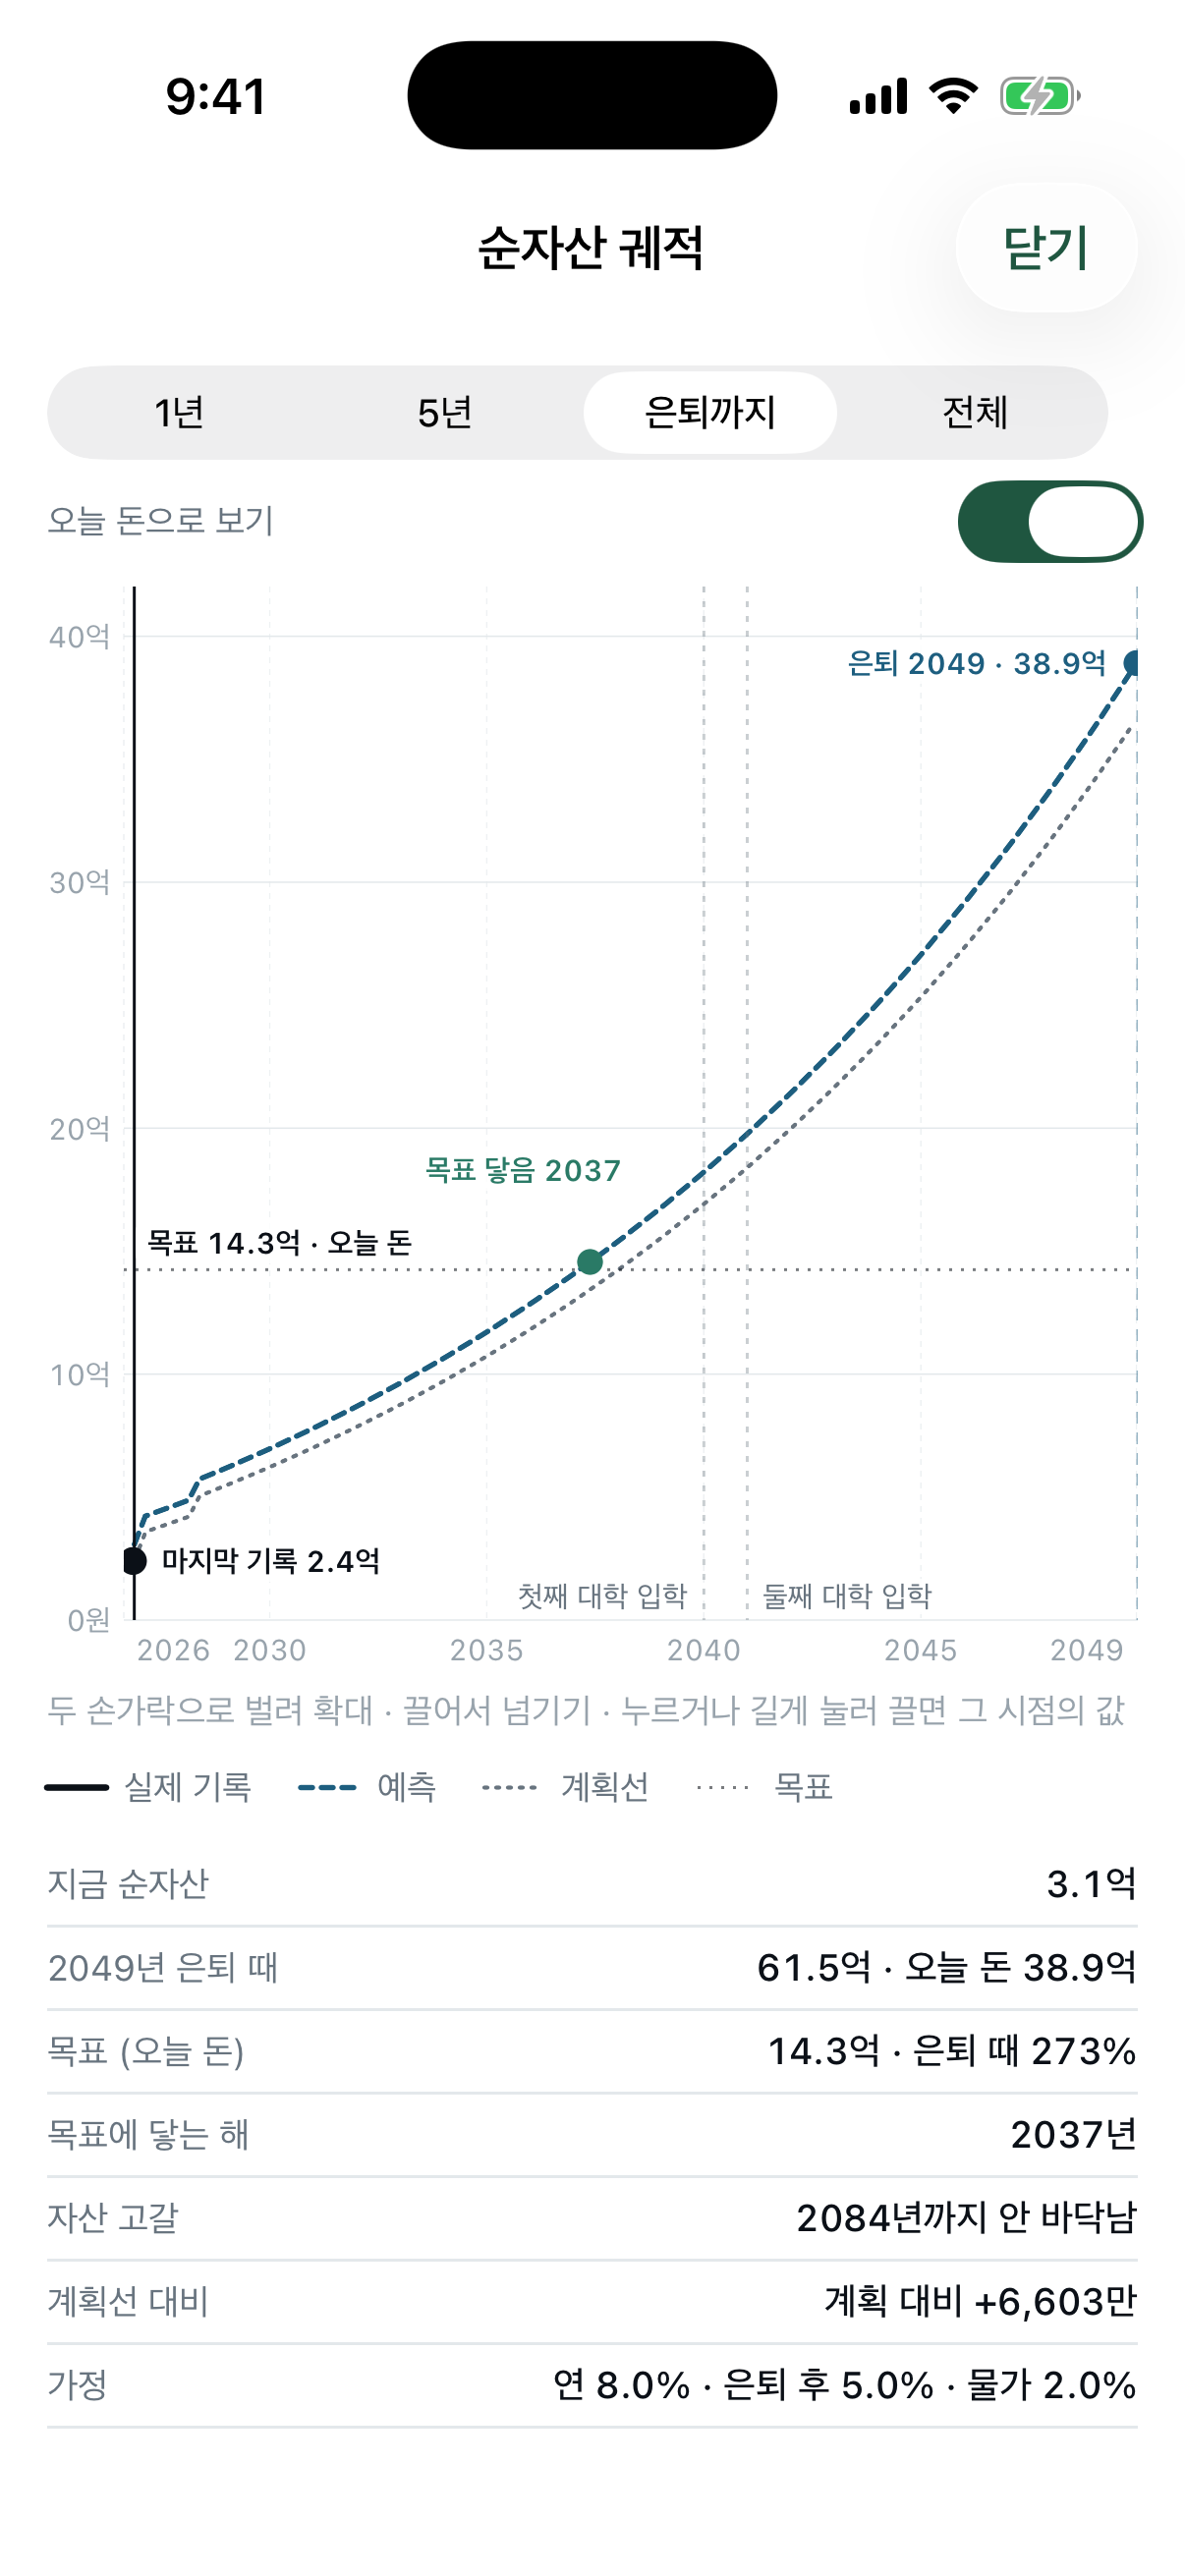 9:41
순자산 궤적
닫기
1년 5년 은퇴까지 전체
오늘 돈으로 보기
40억
은퇴 2049 · 38.9억
30억
20억
목표 닿음 2037
목표 14.3억 · 오늘 돈
10억
마지막 기록 2.4억
첫째 대학 입학 둘째 대학 입학
0원
2026 2030 2035 2040 2045 2049
두 손가락으로 벌려 확대 · 끌어서 넘기기 · 누르거나 길게 눌러 끌면 그 시점의 값
실제 기록 예측 계획선 목표
지금 순자산 3.1억
2049년 은퇴 때 61.5억 · 오늘 돈 38.9억
목표 (오늘 돈) 14.3억 · 은퇴 때 273%
목표에 닿는 해 2037년
자산 고갈 2084년까지 안 바닥남
계획선 대비 계획 대비 +6,603만
가정 연 8.0% · 은퇴 후 5.0% · 물가 2.0%